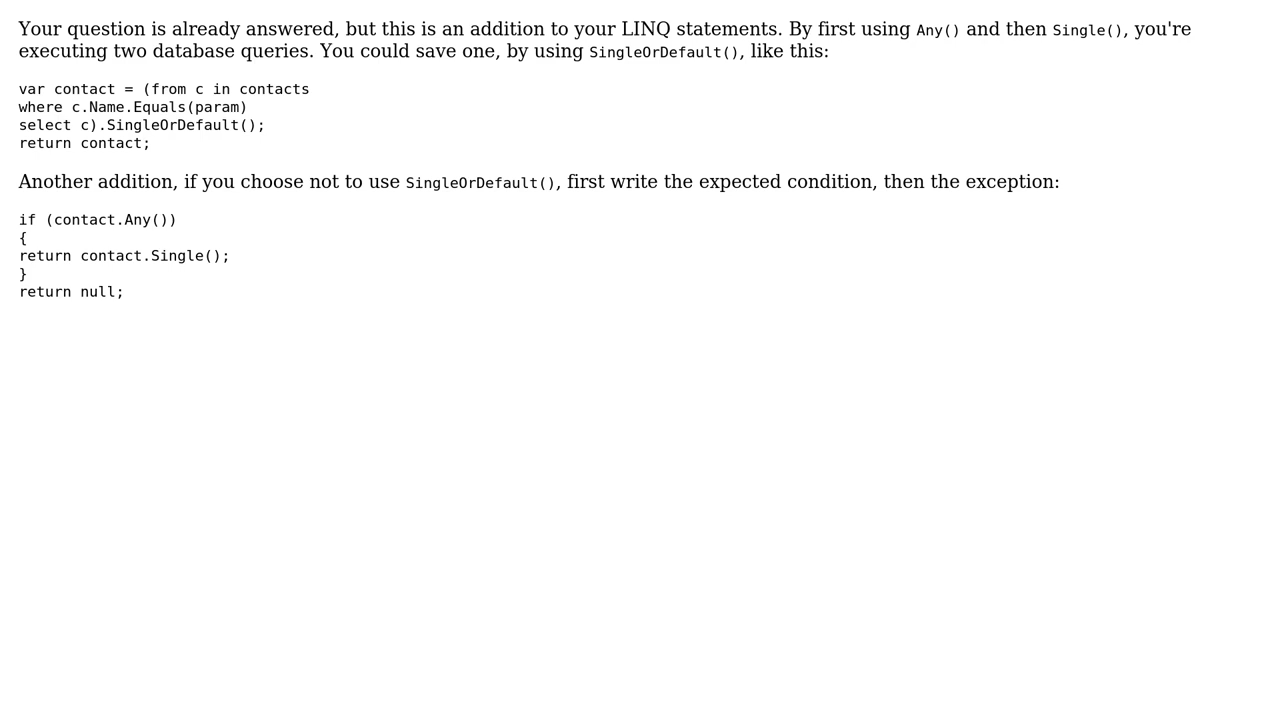 Your question is already answered, but this is an addition to your LINQ statements. By first using Any() and then Single(), you're
executing two database queries. You could save one, by using SingleOrDefault(), like this:
var contact = (from c in contacts
where c.Name.Equals(param)
select c).SingleOrDefault();
return contact;
Another addition, if you choose not to use SingleOrDefault(), first write the expected condition, then the exception:
if (contact.Any())
{
return contact.Single();
}
return null;